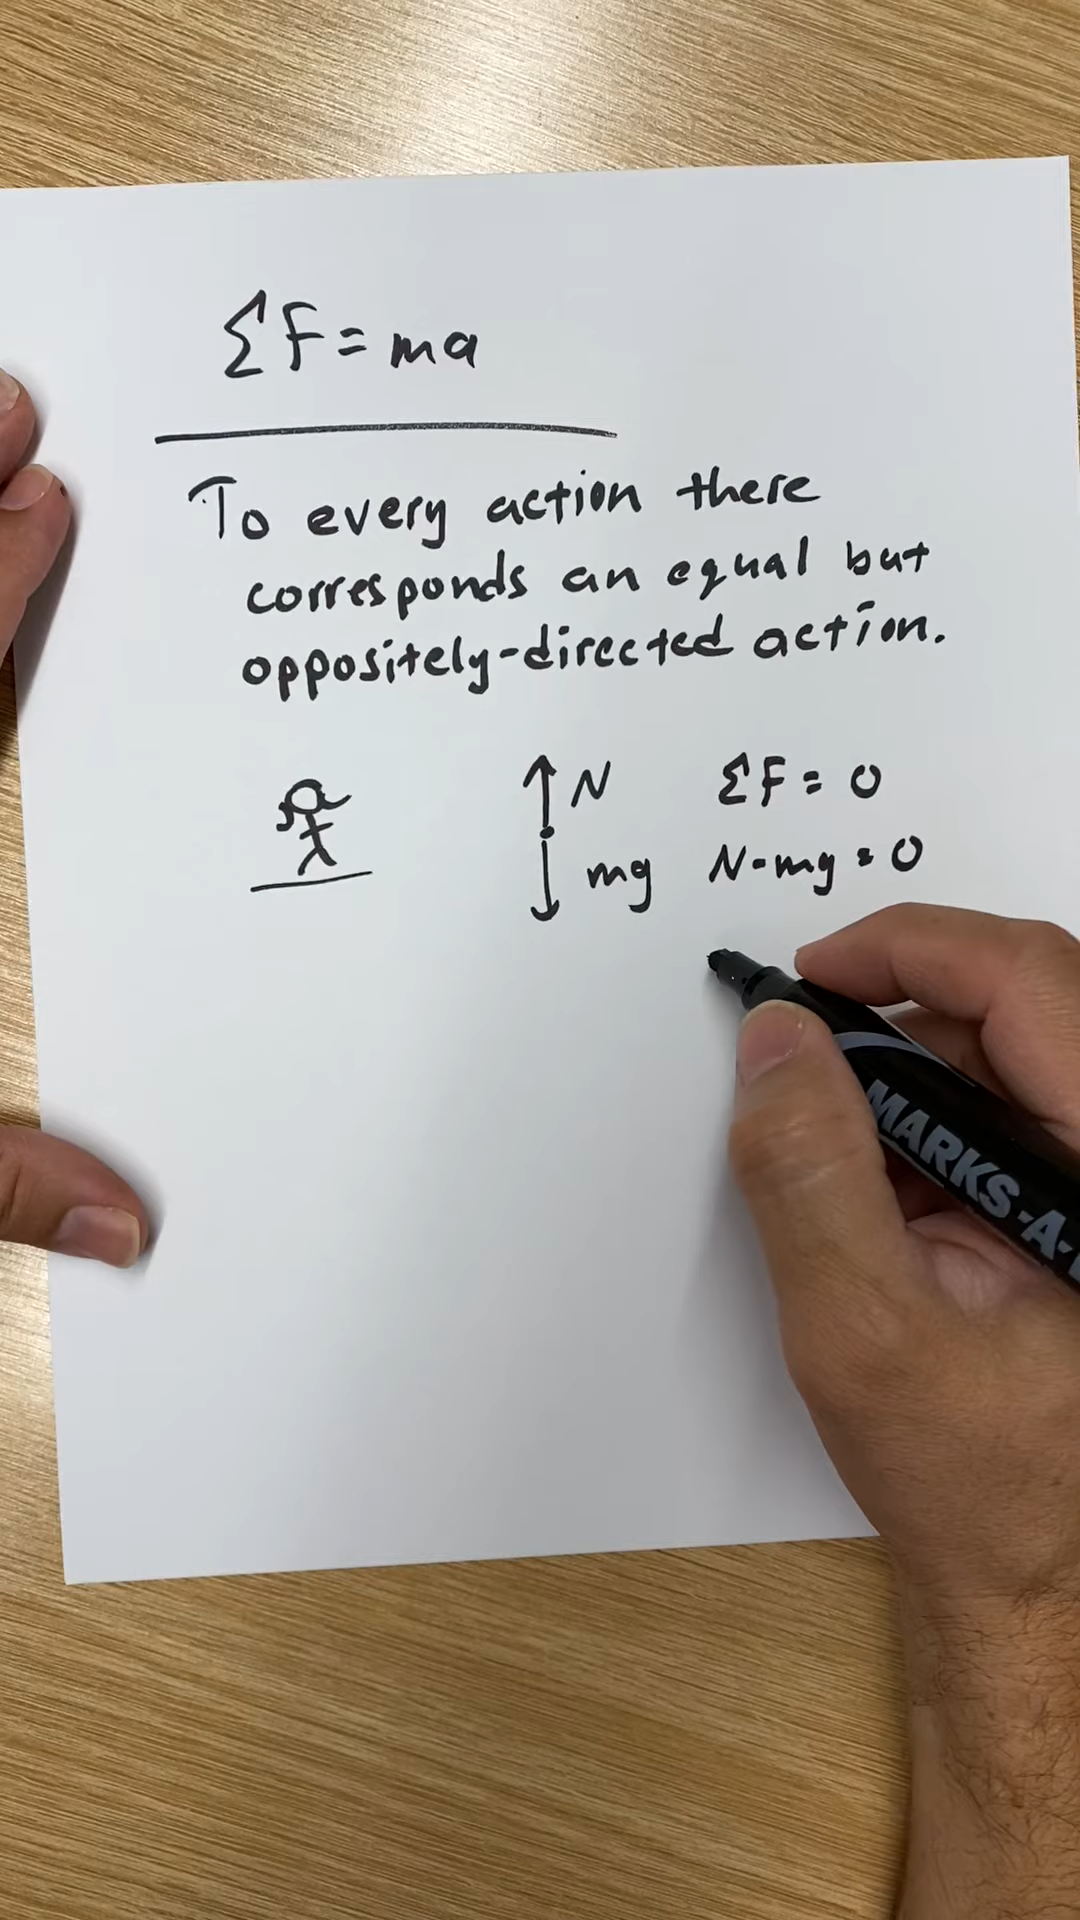 ΣF = ma
To every action there
corresponds an equal but
oppositely-directed action.
N ΣF = 0
mg N - mg = 0
MARKS-A-